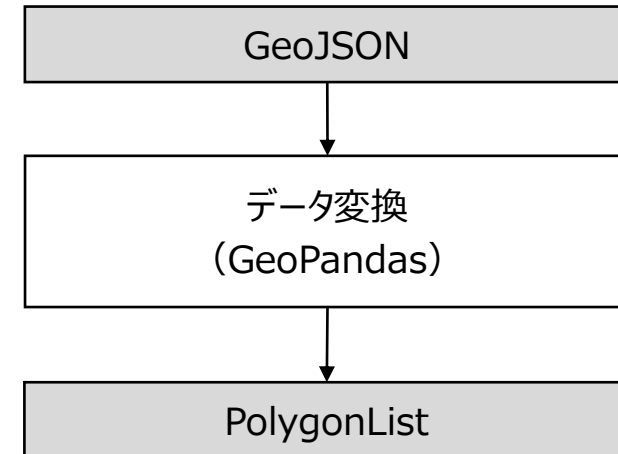 GeoJSON
データ変換
（GeoPandas）
PolygonList